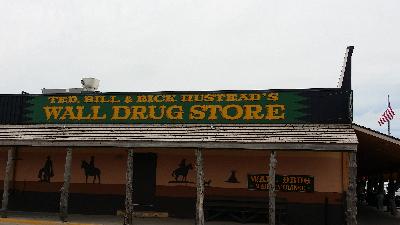 TED, BILL & RICK HUSTEAD'S
WALL DRUG STORE
WALL DRUG